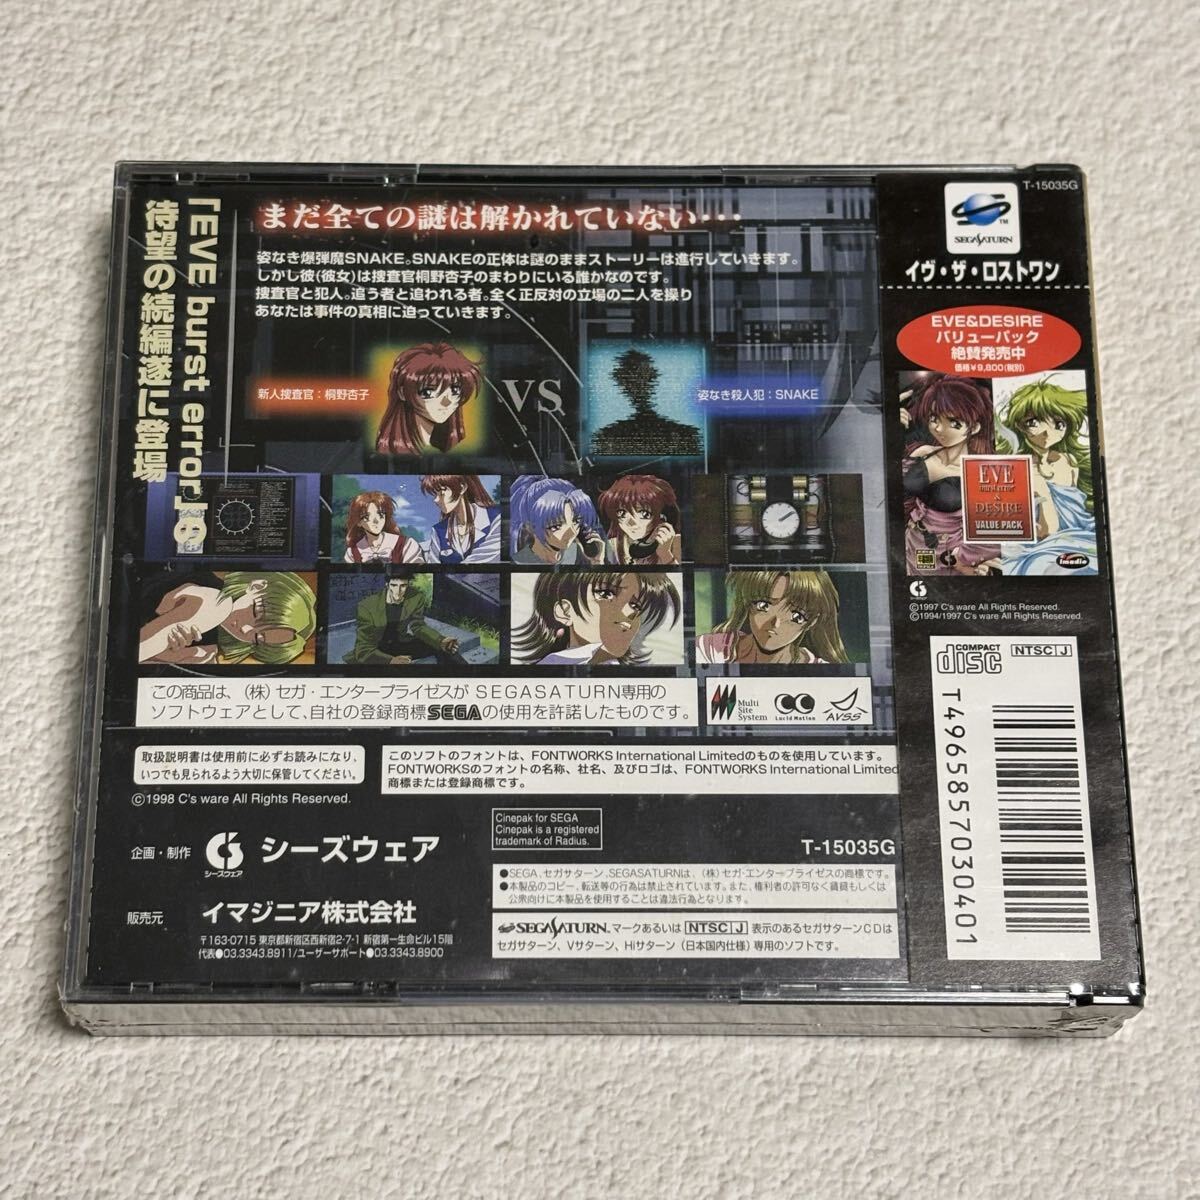 「EVE burst error」の
待望の続編遂に登場
まだ全ての謎は解かれていない・・・
姿なき爆弾魔SNAKE。SNAKEの正体は謎のままストーリーは進行していきます。
しかし彼(彼女)は捜査官桐野杏子のまわりにいる誰かなのです。
捜査官と犯人。追う者と追われる者。全く正反対の立場の二人を操り
あなたは事件の真相に迫っていきます。
新人捜査官：桐野杏子
VS
姿なき殺人犯：SNAKE
この商品は、(株)セガ・エンタープライゼスがSEGASATURN専用の
ソフトウェアとして、自社の登録商標SEGAの使用を許諾したものです。
Multi
Site
System
Lucid Motion
AVSS
取扱説明書は使用前に必ずお読みになり、
いつでも見られるよう大切に保管してください。
このソフトのフォントは、FONTWORKS International Limitedのものを使用しています。
FONTWORKSのフォントの名称、社名、及びロゴは、FONTWORKS International Limited
商標または登録商標です。
©1998 C's ware All Rights Reserved.
Cinepak for SEGA
Cinepak is a registered
trademark of Radius.
企画・制作
シーズウェア
シーズウェア
T-15035G
●SEGA、セガサターン、SEGASATURNは、(株)セガ・エンタープライゼスの商標です。
●本製品のコピー、転送等の行為は禁止されています。また、権利者の許可なく賃貸もしくは
公衆向けに本製品を使用することは違法行為となります。
販売元
イマジニア株式会社
〒163-0715 東京都新宿区西新宿2-7-1 新宿第一生命ビル15階
代表●03.3343.8911/ユーザーサポート●03.3343.8900
SEGASATURN.マークあるいは NTSC J 表示のあるセガサターンCDは
セガサターン、Vサターン、Hiサターン(日本国内仕様)専用のソフトです。
T-15035G
SEGASATURN
TM
イヴ・ザ・ロストワン
EVE&DESIRE
バリューパック
絶賛発売中
価格¥9,800(税別)
EVE
burst error
&
DESIRE
VALUE PACK
imadio
シーズウェア
©1997 C's ware All Rights Reserved.
©1994/1997 C's ware All Rights Reserved.
COMPACT
disc
NTSC J
T4965857030401